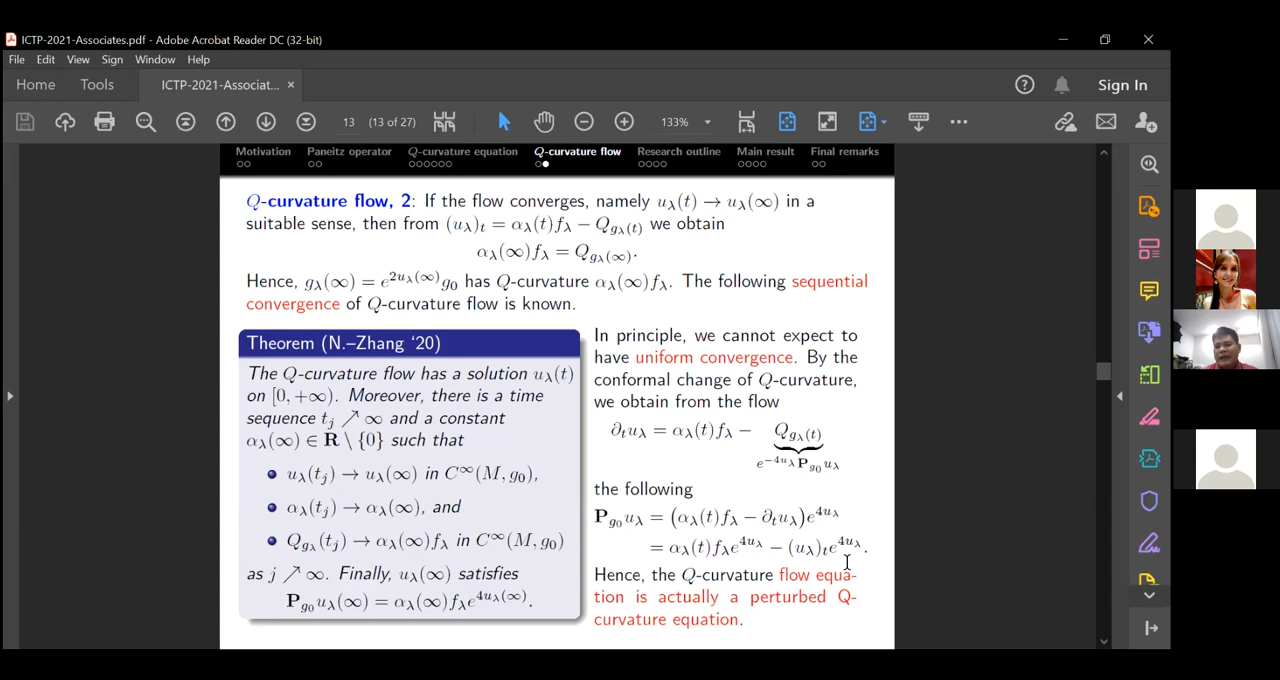 ICTP-2021-Associates.pdf - Adobe Acrobat Reader DC (32-bit)
File Edit View Sign Window Help
Home Tools ICTP-2021-Associat... × Sign In
13 (13 of 27) 133%
Motivation Paneitz operator Q-curvature equation Q-curvature flow Research outline Main result Final remarks
Q-curvature flow, 2: If the flow converges, namely u_λ(t) → u_λ(∞) in a
suitable sense, then from (u_λ)_t = α_λ(t)f_λ − Q_{g_λ(t)} we obtain
α_λ(∞)f_λ = Q_{g_λ(∞)}.
Hence, g_λ(∞) = e^{2u_λ(∞)}g_0 has Q-curvature α_λ(∞)f_λ. The following sequential
convergence of Q-curvature flow is known.
Theorem (N.–Zhang ‘20)
The Q-curvature flow has a solution u_λ(t)
on [0, +∞). Moreover, there is a time
sequence t_j ↗ ∞ and a constant
α_λ(∞) ∈ R \ {0} such that
u_λ(t_j) → u_λ(∞) in C^∞(M, g_0),
α_λ(t_j) → α_λ(∞), and
Q_{g_λ}(t_j) → α_λ(∞)f_λ in C^∞(M, g_0)
as j ↗ ∞. Finally, u_λ(∞) satisfies
P_{g_0}u_λ(∞) = α_λ(∞)f_λe^{4u_λ(∞)}.
In principle, we cannot expect to
have uniform convergence. By the
conformal change of Q-curvature,
we obtain from the flow
∂_tu_λ = α_λ(t)f_λ − Q_{g_λ(t)}
e^{−4u_λ}P_{g_0}u_λ
the following
P_{g_0}u_λ = (α_λ(t)f_λ − ∂_tu_λ)e^{4u_λ}
= α_λ(t)f_λe^{4u_λ} − (u_λ)_te^{4u_λ}.
Hence, the Q-curvature flow equa-
tion is actually a perturbed Q-
curvature equation.